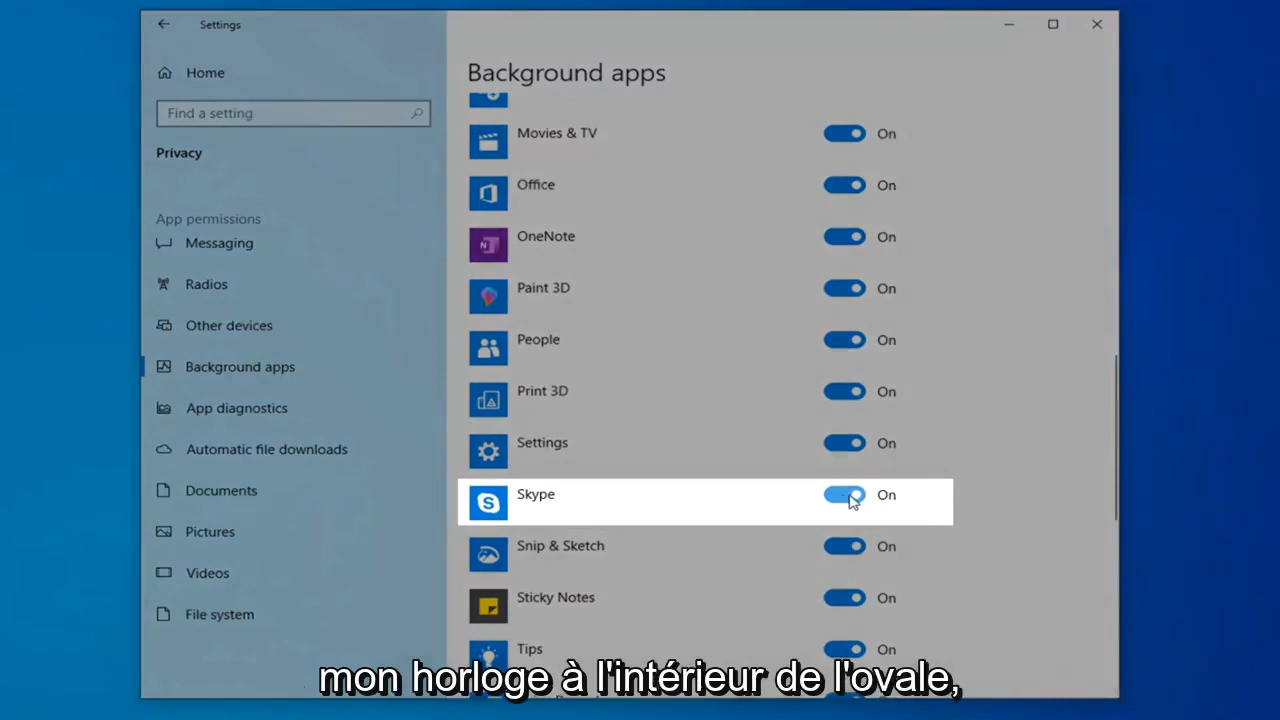 Settings
Home
Find a setting
Privacy
App permissions
Messaging
Radios
Other devices
Background apps
App diagnostics
Automatic file downloads
Documents
Pictures
Videos
File system
Background apps
Movies & TV On
Office On
OneNote On
Paint 3D On
People On
Print 3D On
Settings On
Skype On
Snip & Sketch On
Sticky Notes On
Tips On
mon horloge à l'intérieur de l'ovale,